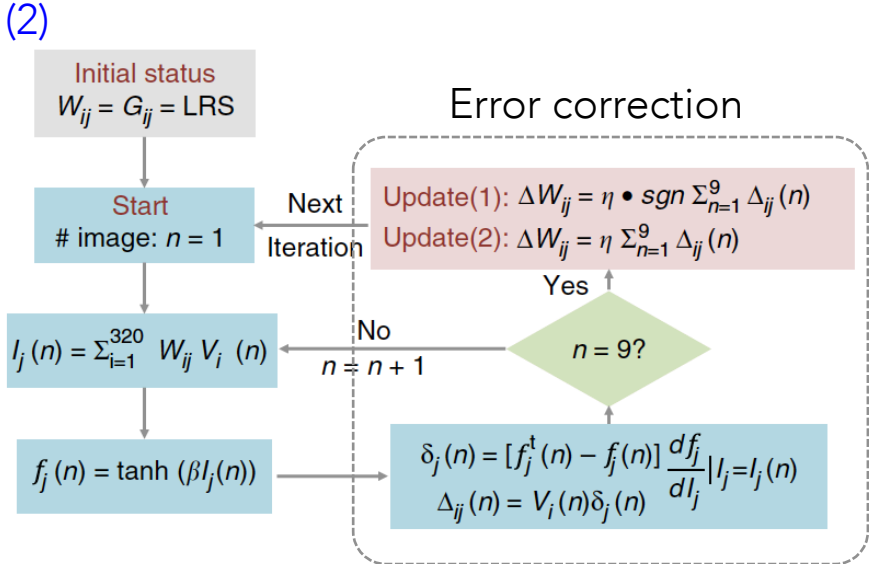 (2)
Initial status
Wij = Gij = LRS
Error correction
Start
# image: n = 1
Next
Iteration
Update(1): ΔWij = η • sgn Σ⁹ₙ₌₁ Δij (n)
Update(2): ΔWij = η Σ⁹ₙ₌₁ Δij (n)
Yes
Ij (n) = Σ³²⁰ᵢ₌₁ Wij Vi (n)
No
n = n + 1
n = 9?
fj (n) = tanh (βIj(n))
δj (n) = [fjᵗ (n) – fj(n)] dfj/dIj |Ij=Ij (n)
Δij (n) = Vi (n)δj (n)